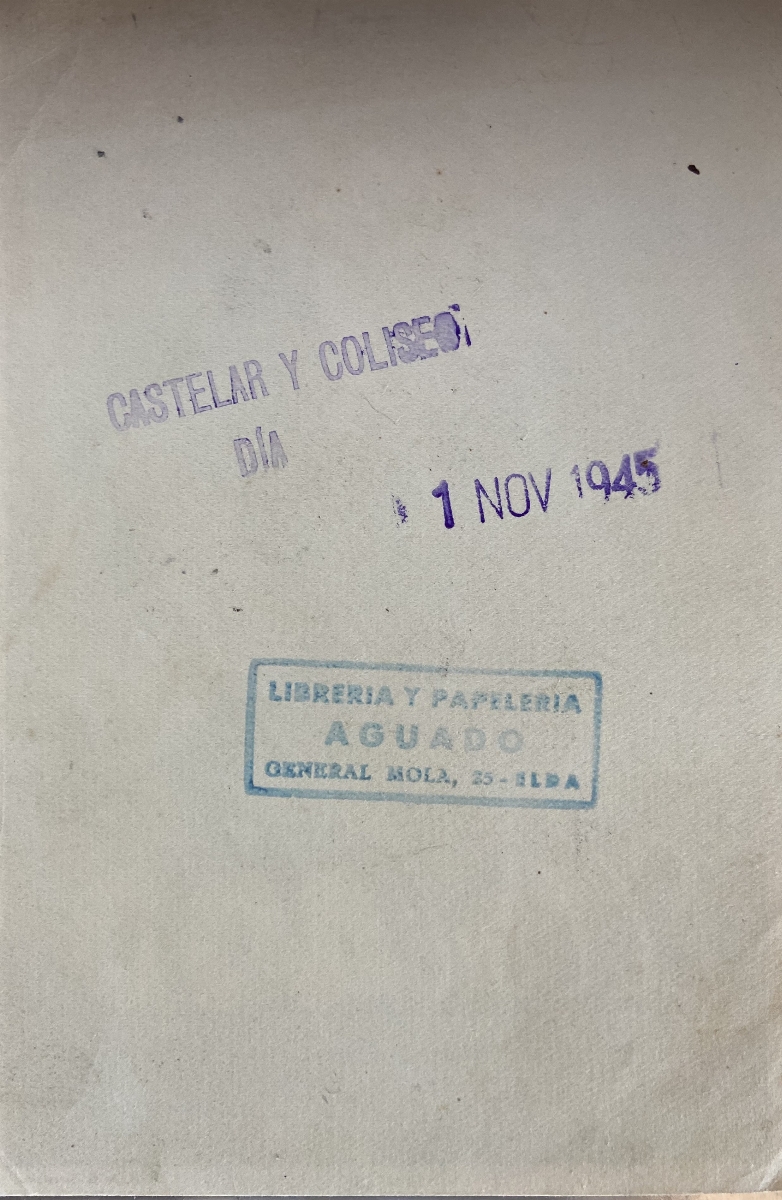 CASTELAR Y COLISEO
DÍA
1 NOV 1945
LIBRERIA Y PAPELERIA
AGUADO
GENERAL MOLA, 25 - ELDA